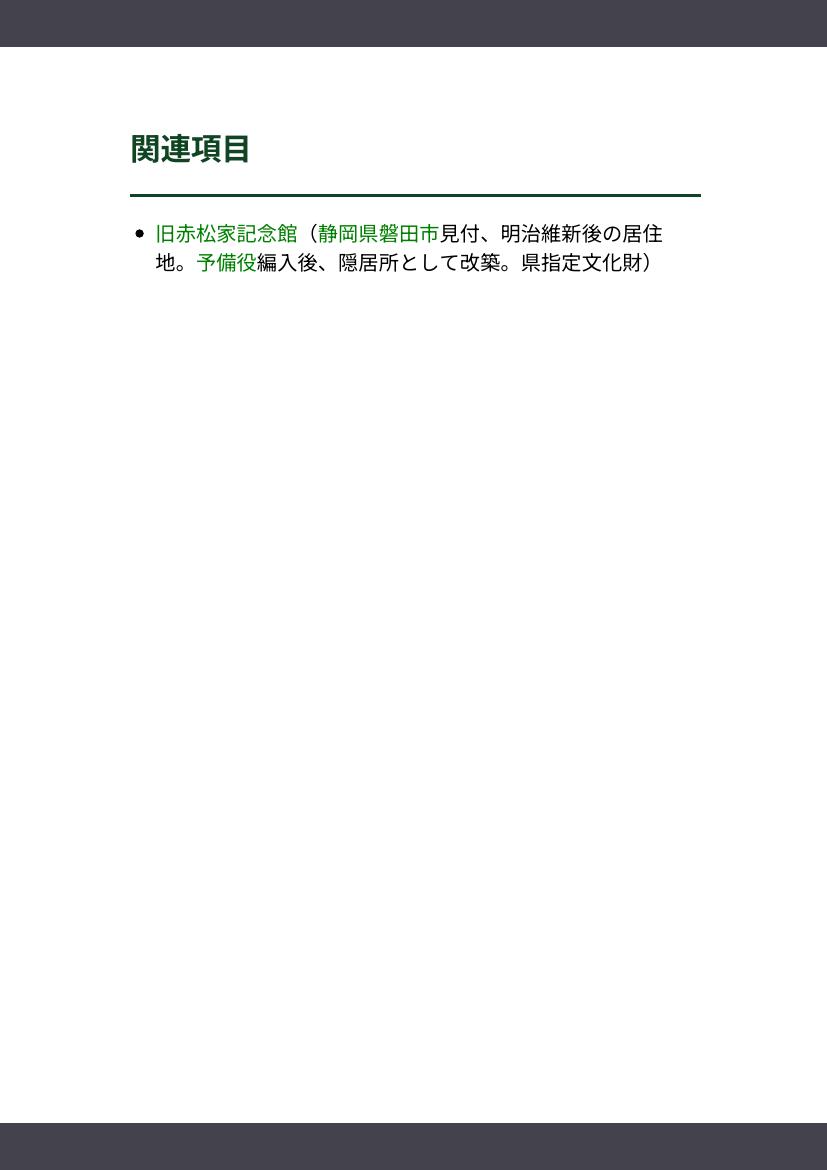 関連項目
旧赤松家記念館（静岡県磐田市見付、明治維新後の居住
地。予備役編入後、隠居所として改築。県指定文化財）